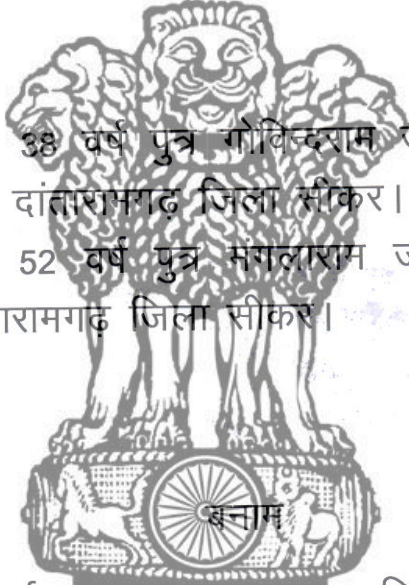 38 वर्ष पुत्र गोविन्दराम
दांतारामगढ़ जिला सीकर।
52 वर्ष पुत्र मंगलाराम
ारामगढ़ जिला सीकर।
बनाम